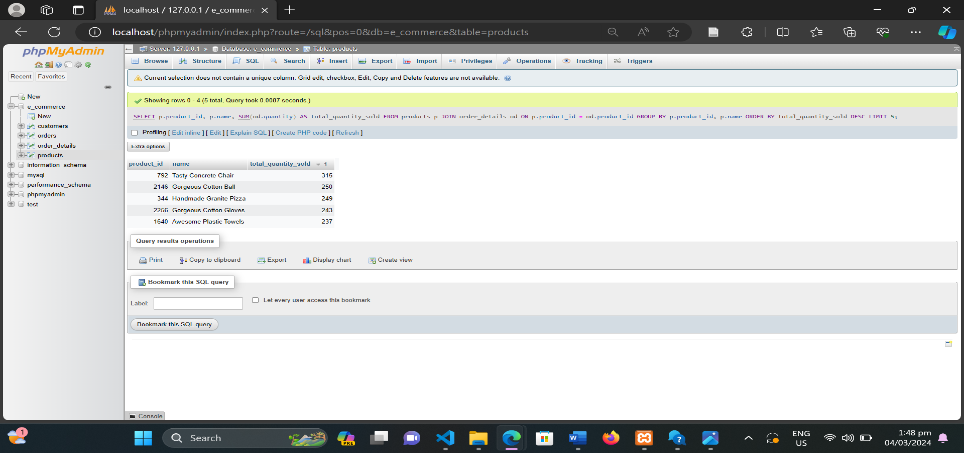 localhost / 127.0.0.1 / e_commer
localhost/phpmyadmin/index.php?route=/sql&pos=0&db=e_commerce&table=products
phpMyAdmin
Recent Favorites
New
e_commerce
New
customers
orders
order_details
products
information_schema
mysql
performance_schema
phpmyadmin
test
Server: 127.0.0.1 » Database: e_commerce » Table: products
Browse Structure SQL Search Insert Export Import Privileges Operations Tracking Triggers
Current selection does not contain a unique column. Grid edit, checkbox, Edit, Copy and Delete features are not available.
Showing rows 0 - 4 (5 total, Query took 0.0087 seconds.)
SELECT p.product_id, p.name, SUM(od.quantity) AS total_quantity_sold FROM products p JOIN order_details od ON p.product_id = od.product_id GROUP BY p.product_id, p.name ORDER BY total_quantity_sold DESC LIMIT 5;
Profiling [ Edit inline ] [ Edit ] [ Explain SQL ] [ Create PHP code ] [ Refresh ]
Extra options
product_id name total_quantity_sold
792 Tasty Concrete Chair 315
2146 Gorgeous Cotton Ball 250
344 Handmade Granite Pizza 249
Gorgeous Cotton Gloves 243
1640 Awesome Plastic Towels 237
Query results operations
Print Copy to clipboard Export Display chart Create view
Bookmark this SQL query
Label: Let every user access this bookmark
Bookmark this SQL query
Console
1 Search PRE ENG US 1:48 pm 04/03/2024